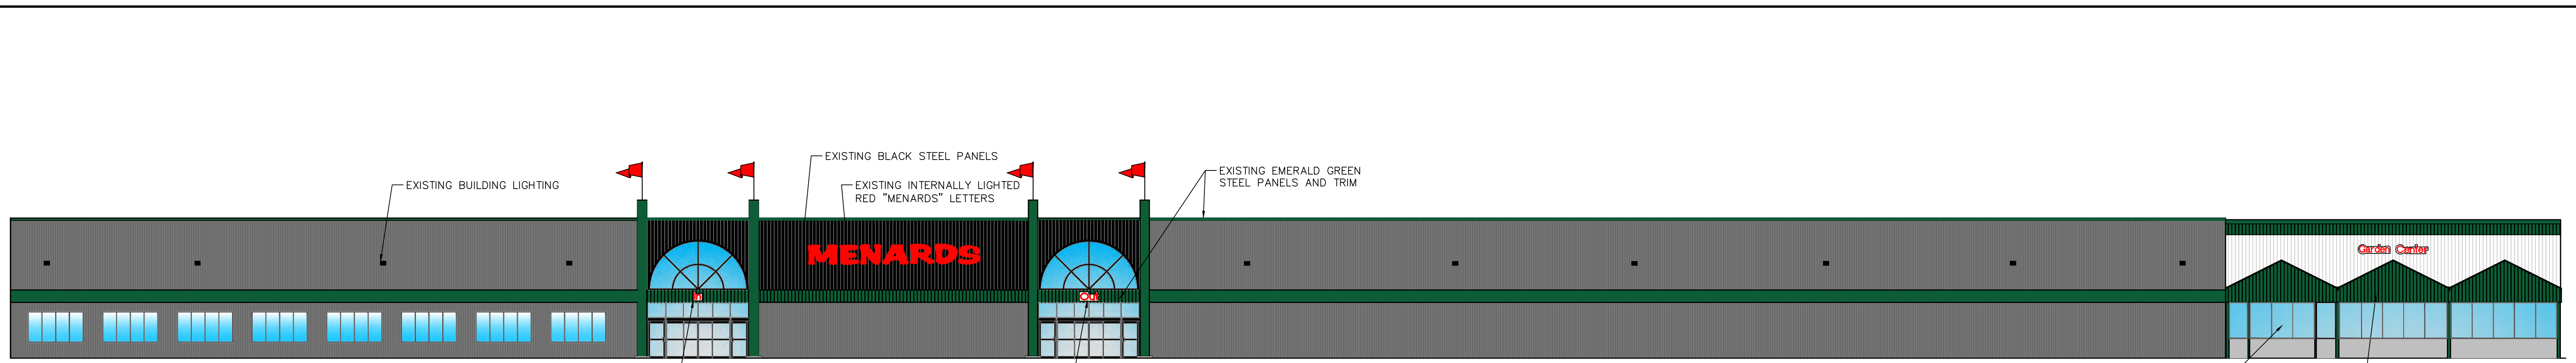 EXISTING BLACK STEEL PANELS
EXISTING BUILDING LIGHTING
EXISTING INTERNALLY LIGHTED
RED "MENARDS" LETTERS
EXISTING EMERALD GREEN
STEEL PANELS AND TRIM
MENARDS
Garden Center
In
Out